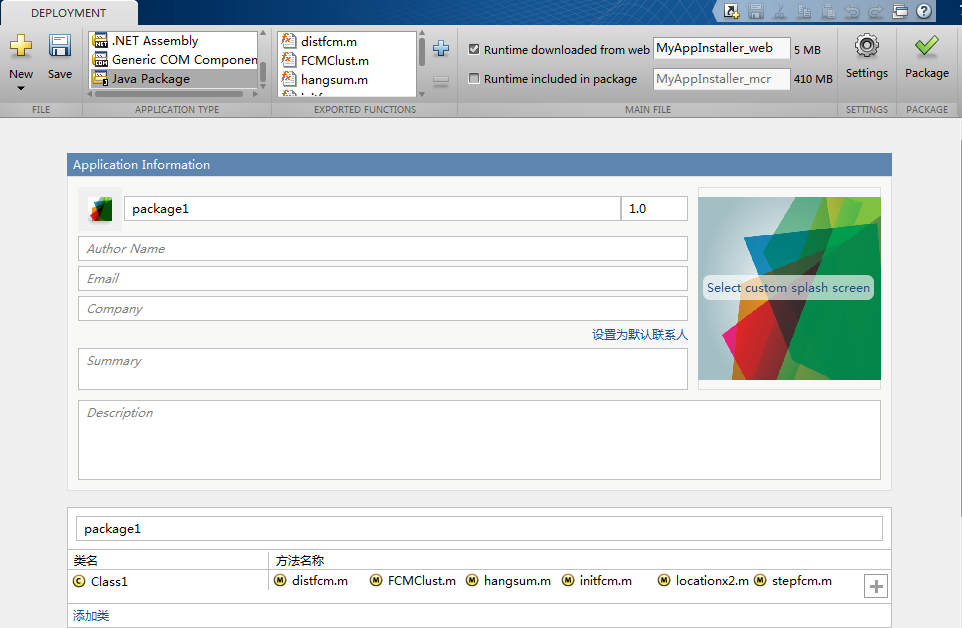 DEPLOYMENT
New
Save
.NET Assembly
Generic COM Componen
Java Package
distfcm.m
FCMClust.m
hangsum.m
Runtime downloaded from web
MyAppInstaller_web
5 MB
Runtime included in package
MyAppInstaller_mcr
410 MB
Settings
Package
FILE
APPLICATION TYPE
EXPORTED FUNCTIONS
MAIN FILE
SETTINGS
PACKAGE
Application Information
package1
1.0
Author Name
Email
Company
Select custom splash screen
设置为默认联系人
Summary
Description
package1
类名
方法名称
Class1
distfcm.m
FCMClust.m
hangsum.m
initfcm.m
locationx2.m
stepfcm.m
添加类